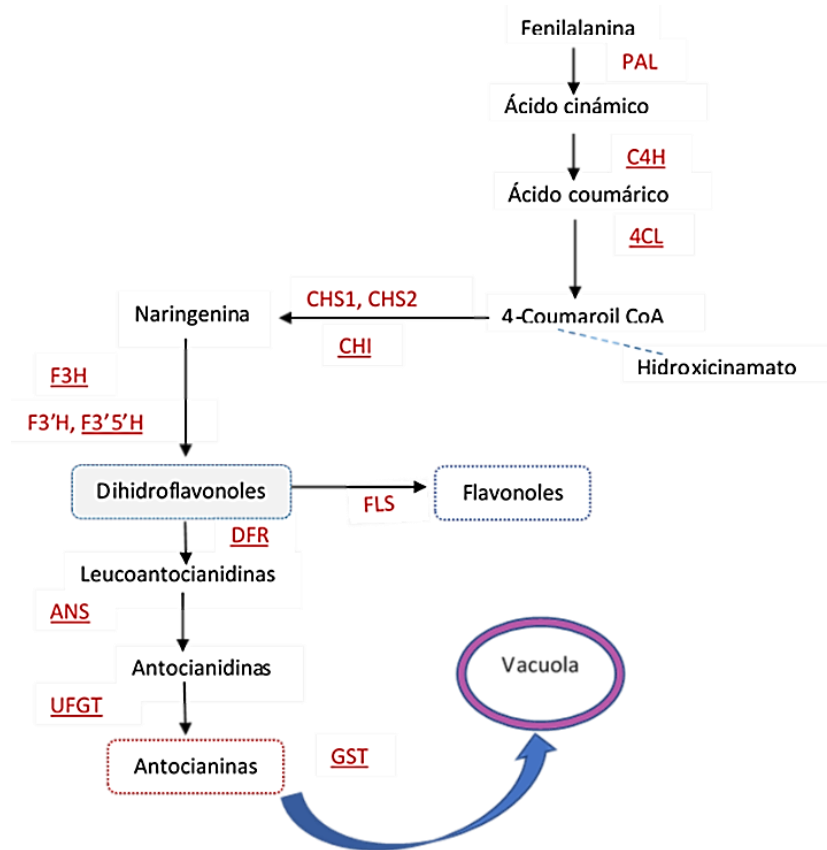 Fenilalanina
PAL
Ácido cinámico
C4H
Ácido coumárico
4CL
CHS1, CHS2
Naringenina
4-Coumaroil CoA
CHI
Hidroxicinamato
F3H
F3'H, F3'5'H
Dihidroflavonoles
Flavonoles
FLS
DFR
Leucoantocianidinas
ANS
Antocianidinas
Vacuola
UFGT
Antocianinas
GST